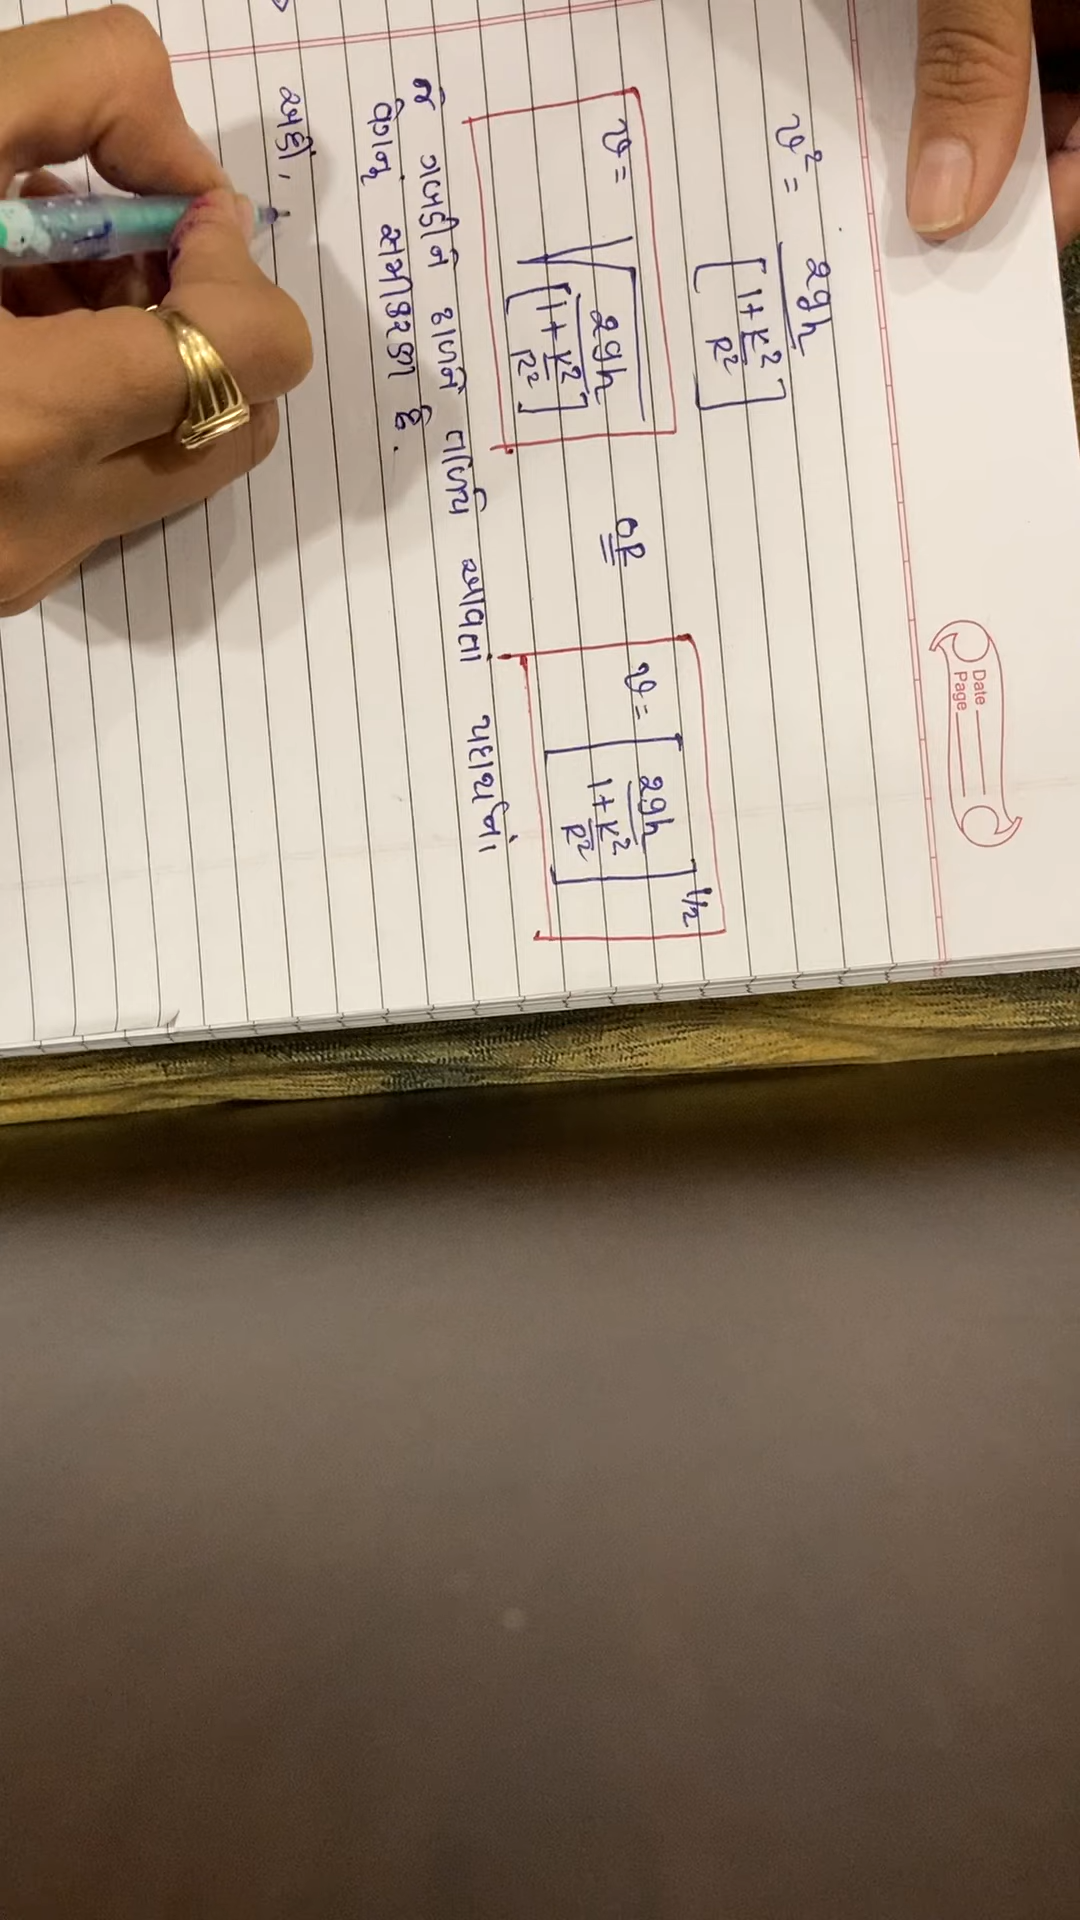 Date
Page
v² = 2gh / [1 + K²/R²]
v = √(2gh / [1 + K²/R²]) OR v = [2gh / 1 + K²/R²]^1/2
જે ગબડીને ઢાળને તળિયે આવતાં પદાર્થનાં
વેગનું સમીકરણ છે.
અહીં,